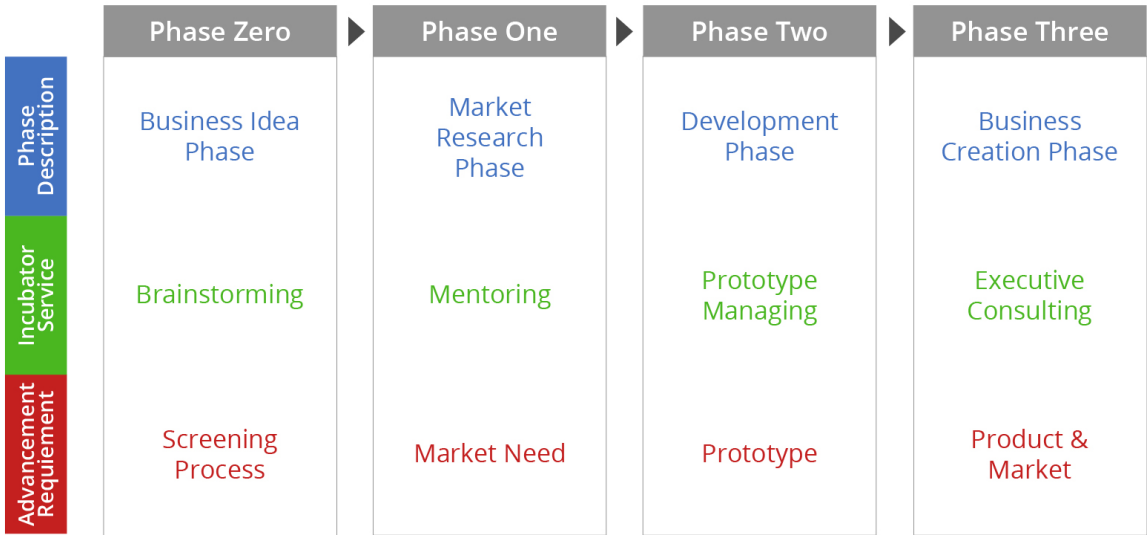 Phase Zero
Phase One
Phase Two
Phase Three
Phase
Description
Business Idea
Phase
Market
Research
Phase
Development
Phase
Business
Creation Phase
Incubator
Service
Brainstorming
Mentoring
Prototype
Managing
Executive
Consulting
Advancement
Requiement
Screening
Process
Market Need
Prototype
Product &
Market